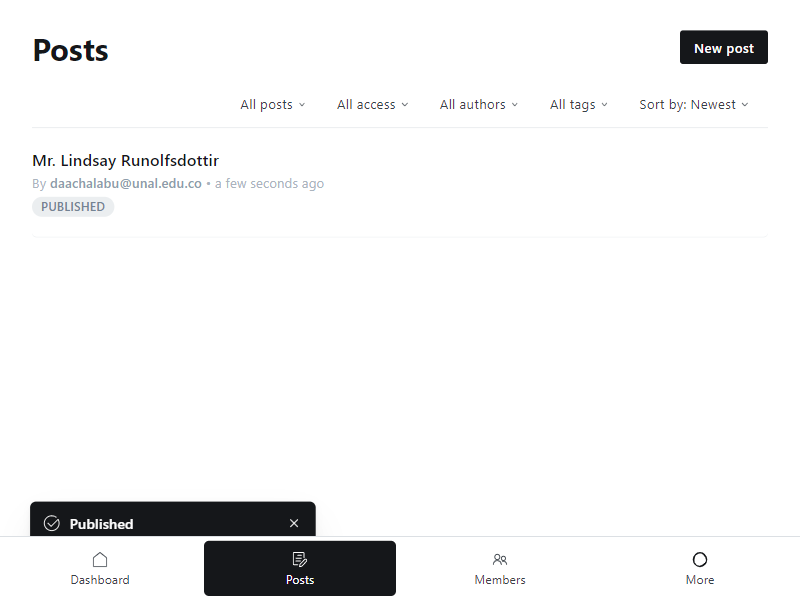 Posts
New post
All posts
All access
All authors
All tags
Sort by: Newest
Mr. Lindsay Runolfsdottir
By daachalabu@unal.edu.co • a few seconds ago
PUBLISHED
Published
Dashboard
Posts
Members
More